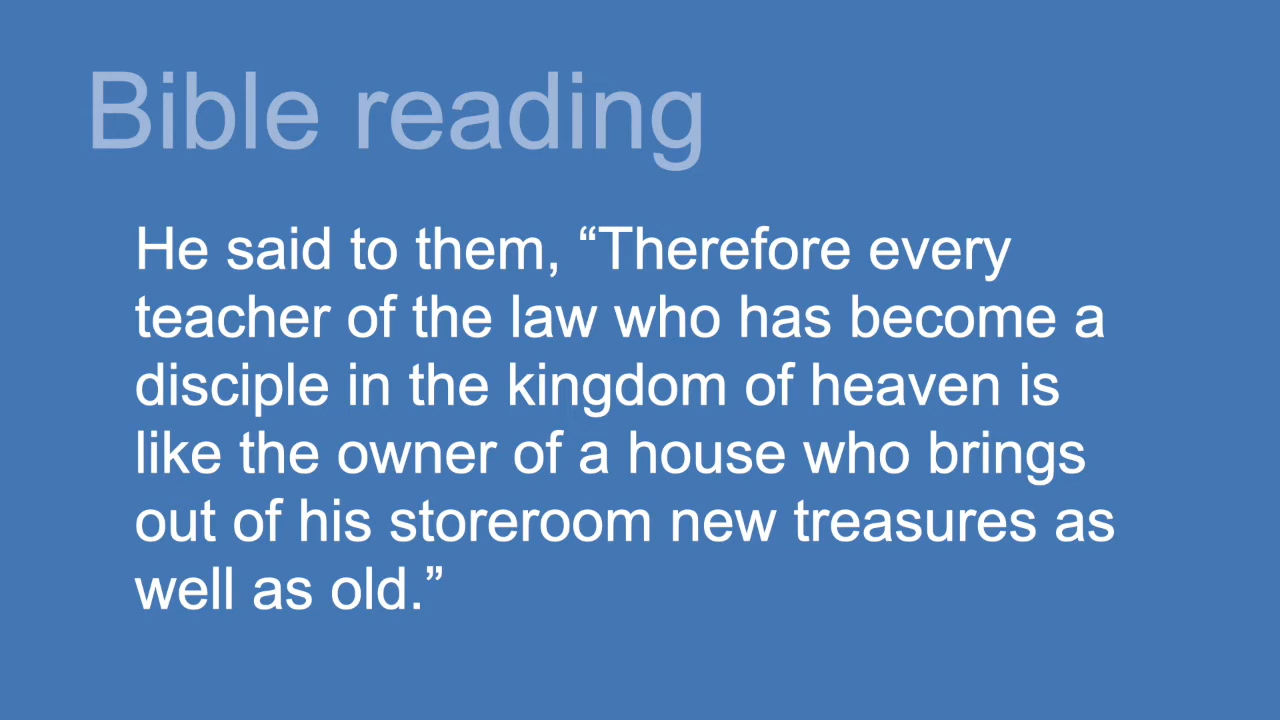 Bible reading
He said to them, “Therefore every
teacher of the law who has become a
disciple in the kingdom of heaven is
like the owner of a house who brings
out of his storeroom new treasures as
well as old.”